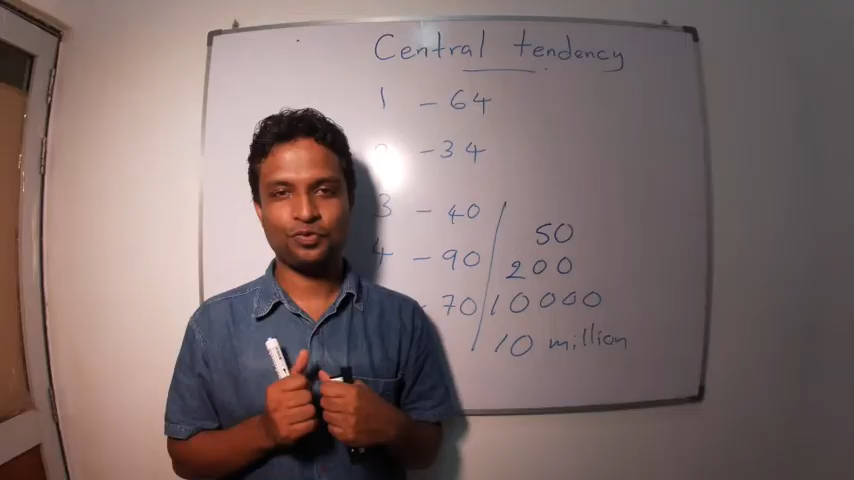 Central tendency
1 - 64
- 34
3 - 40
4 - 90
- 70
50
200
10000
10 million